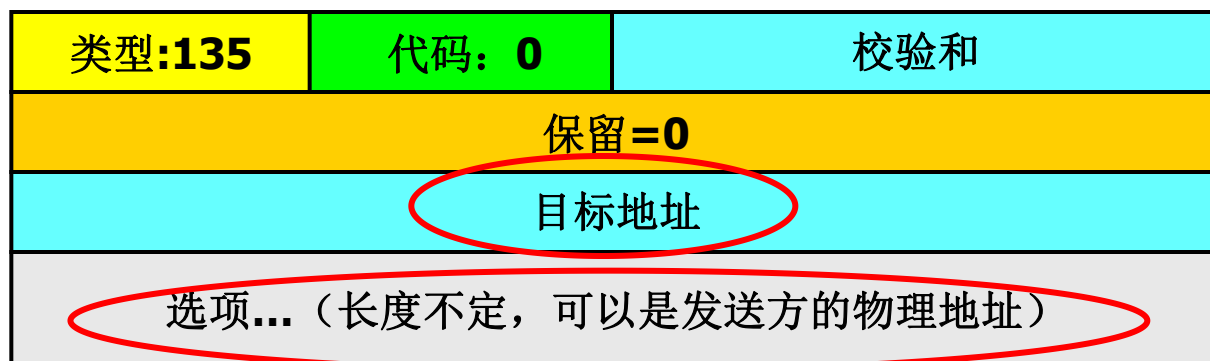 类型:135 代码：0 校验和
保留=0
目标地址
选项...（长度不定，可以是发送方的物理地址）